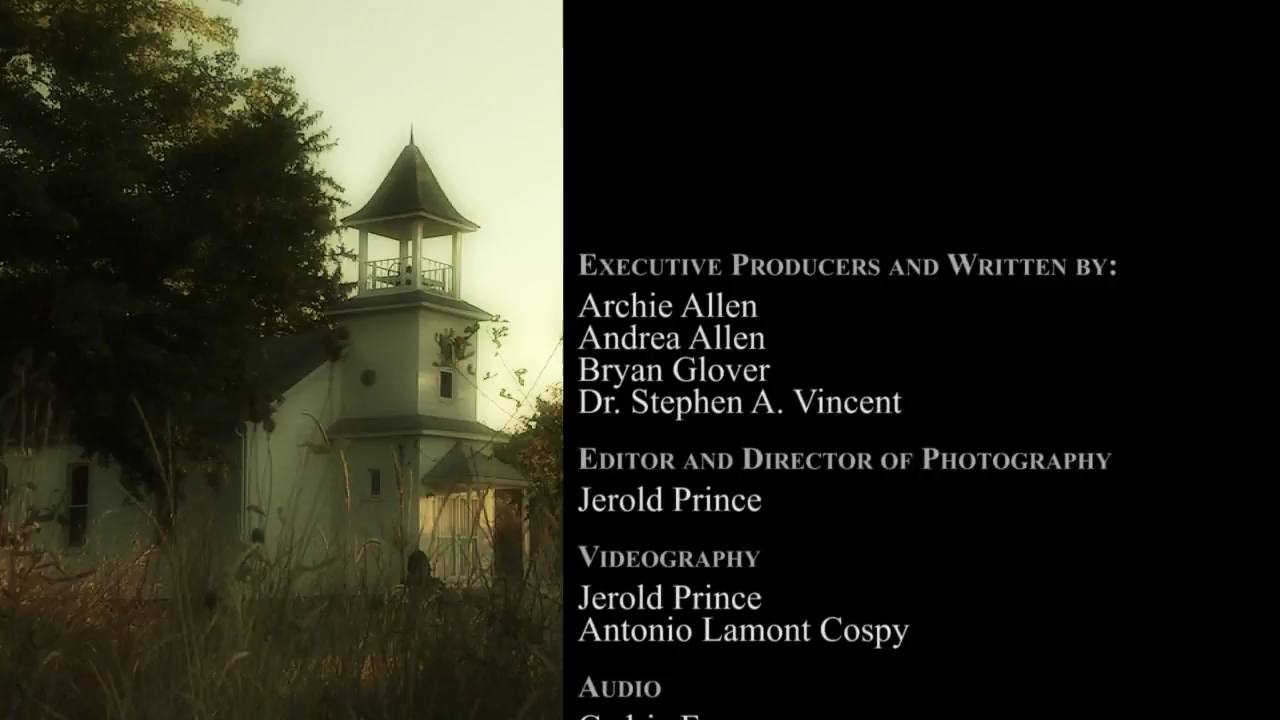 Executive Producers and Written by:
Archie Allen
Andrea Allen
Bryan Glover
Dr. Stephen A. Vincent
Editor and Director of Photography
Jerold Prince
Videography
Jerold Prince
Antonio Lamont Cospy
Audio